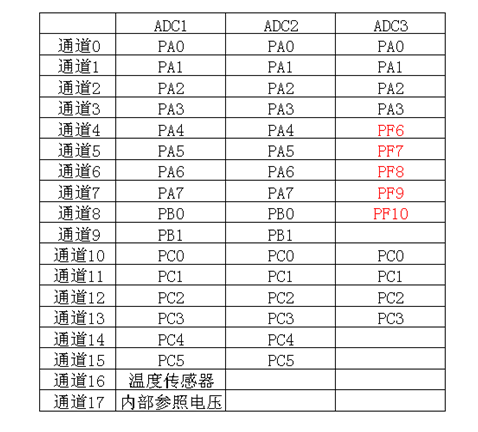 ADC1 ADC2 ADC3
通道0 PA0 PA0 PA0
通道1 PA1 PA1 PA1
通道2 PA2 PA2 PA2
通道3 PA3 PA3 PA3
通道4 PA4 PA4 PF6
通道5 PA5 PA5 PF7
通道6 PA6 PA6 PF8
通道7 PA7 PA7 PF9
通道8 PB0 PB0 PF10
通道9 PB1 PB1
通道10 PC0 PC0 PC0
通道11 PC1 PC1 PC1
通道12 PC2 PC2 PC2
通道13 PC3 PC3 PC3
通道14 PC4 PC4
通道15 PC5 PC5
通道16 温度传感器
通道17 内部参照电压